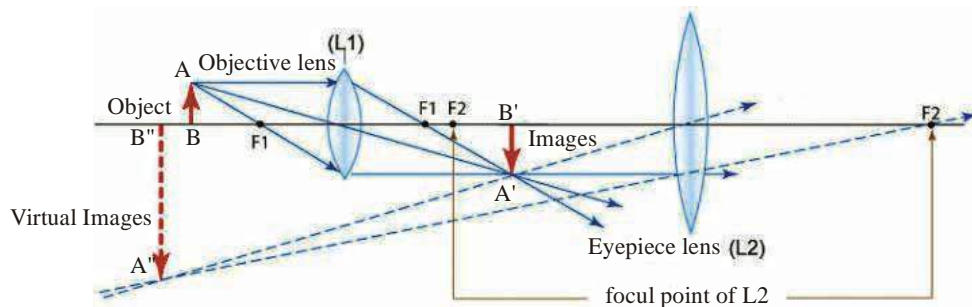 (L1)
A
Objective lens
Object
F1
F2
B'
F2
B"
B
F1
Images
Virtual Images
A'
A"
Eyepiece lens (L2)
focul point of L2